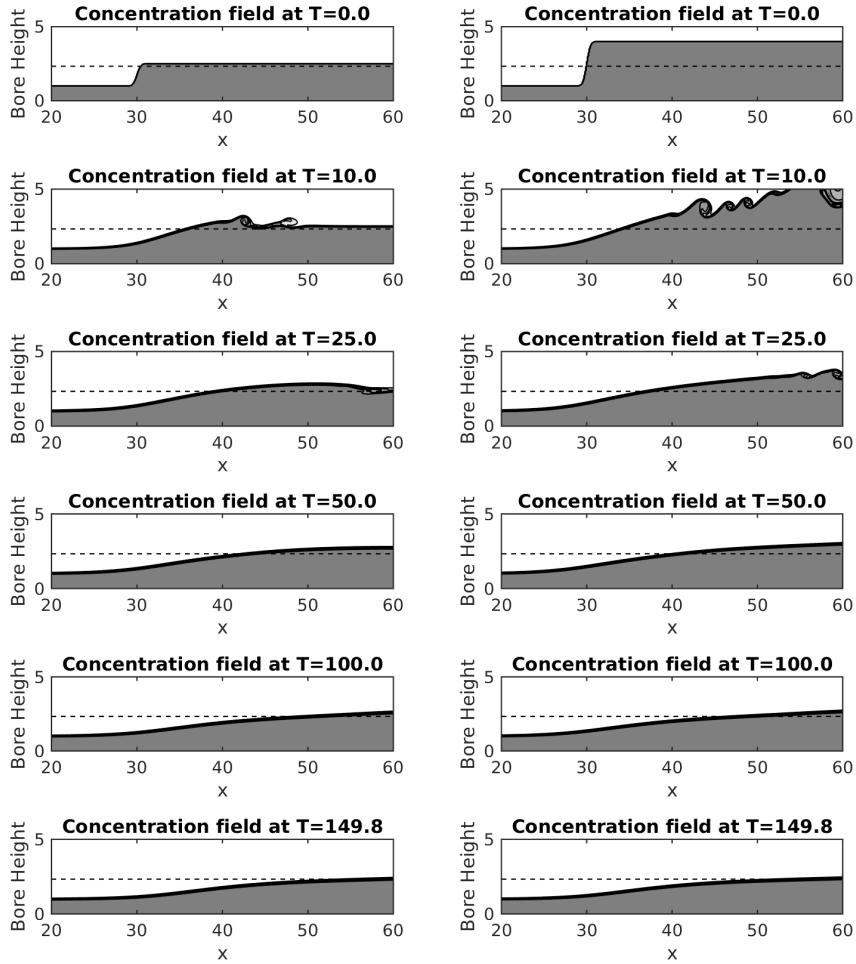 Concentration field at T=0.0
5
0
Bore Height
20 30 40 50 60
x
Concentration field at T=0.0
5
0
Bore Height
20 30 40 50 60
x
Concentration field at T=10.0
5
0
Bore Height
20 30 40 50 60
x
Concentration field at T=10.0
5
0
Bore Height
20 30 40 50 60
x
Concentration field at T=25.0
5
0
Bore Height
20 30 40 50 60
x
Concentration field at T=25.0
5
0
Bore Height
20 30 40 50 60
x
Concentration field at T=50.0
5
0
Bore Height
20 30 40 50 60
x
Concentration field at T=50.0
5
0
Bore Height
20 30 40 50 60
x
Concentration field at T=100.0
5
0
Bore Height
20 30 40 50 60
x
Concentration field at T=100.0
5
0
Bore Height
20 30 40 50 60
x
Concentration field at T=149.8
5
0
Bore Height
20 30 40 50 60
x
Concentration field at T=149.8
5
0
Bore Height
20 30 40 50 60
x